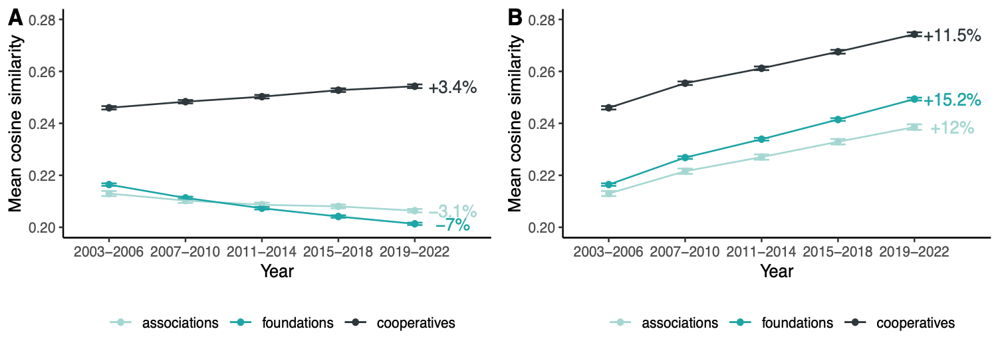 A
Mean cosine similarity
0.28
0.26
0.24
0.22
0.20
+3.4%
−3.1%
−7%
2003−2006 2007−2010 2011−2014 2015−2018 2019−2022
Year
associations foundations cooperatives
B
Mean cosine similarity
0.28
0.26
0.24
0.22
0.20
+11.5%
+15.2%
+12%
2003−2006 2007−2010 2011−2014 2015−2018 2019−2022
Year
associations foundations cooperatives